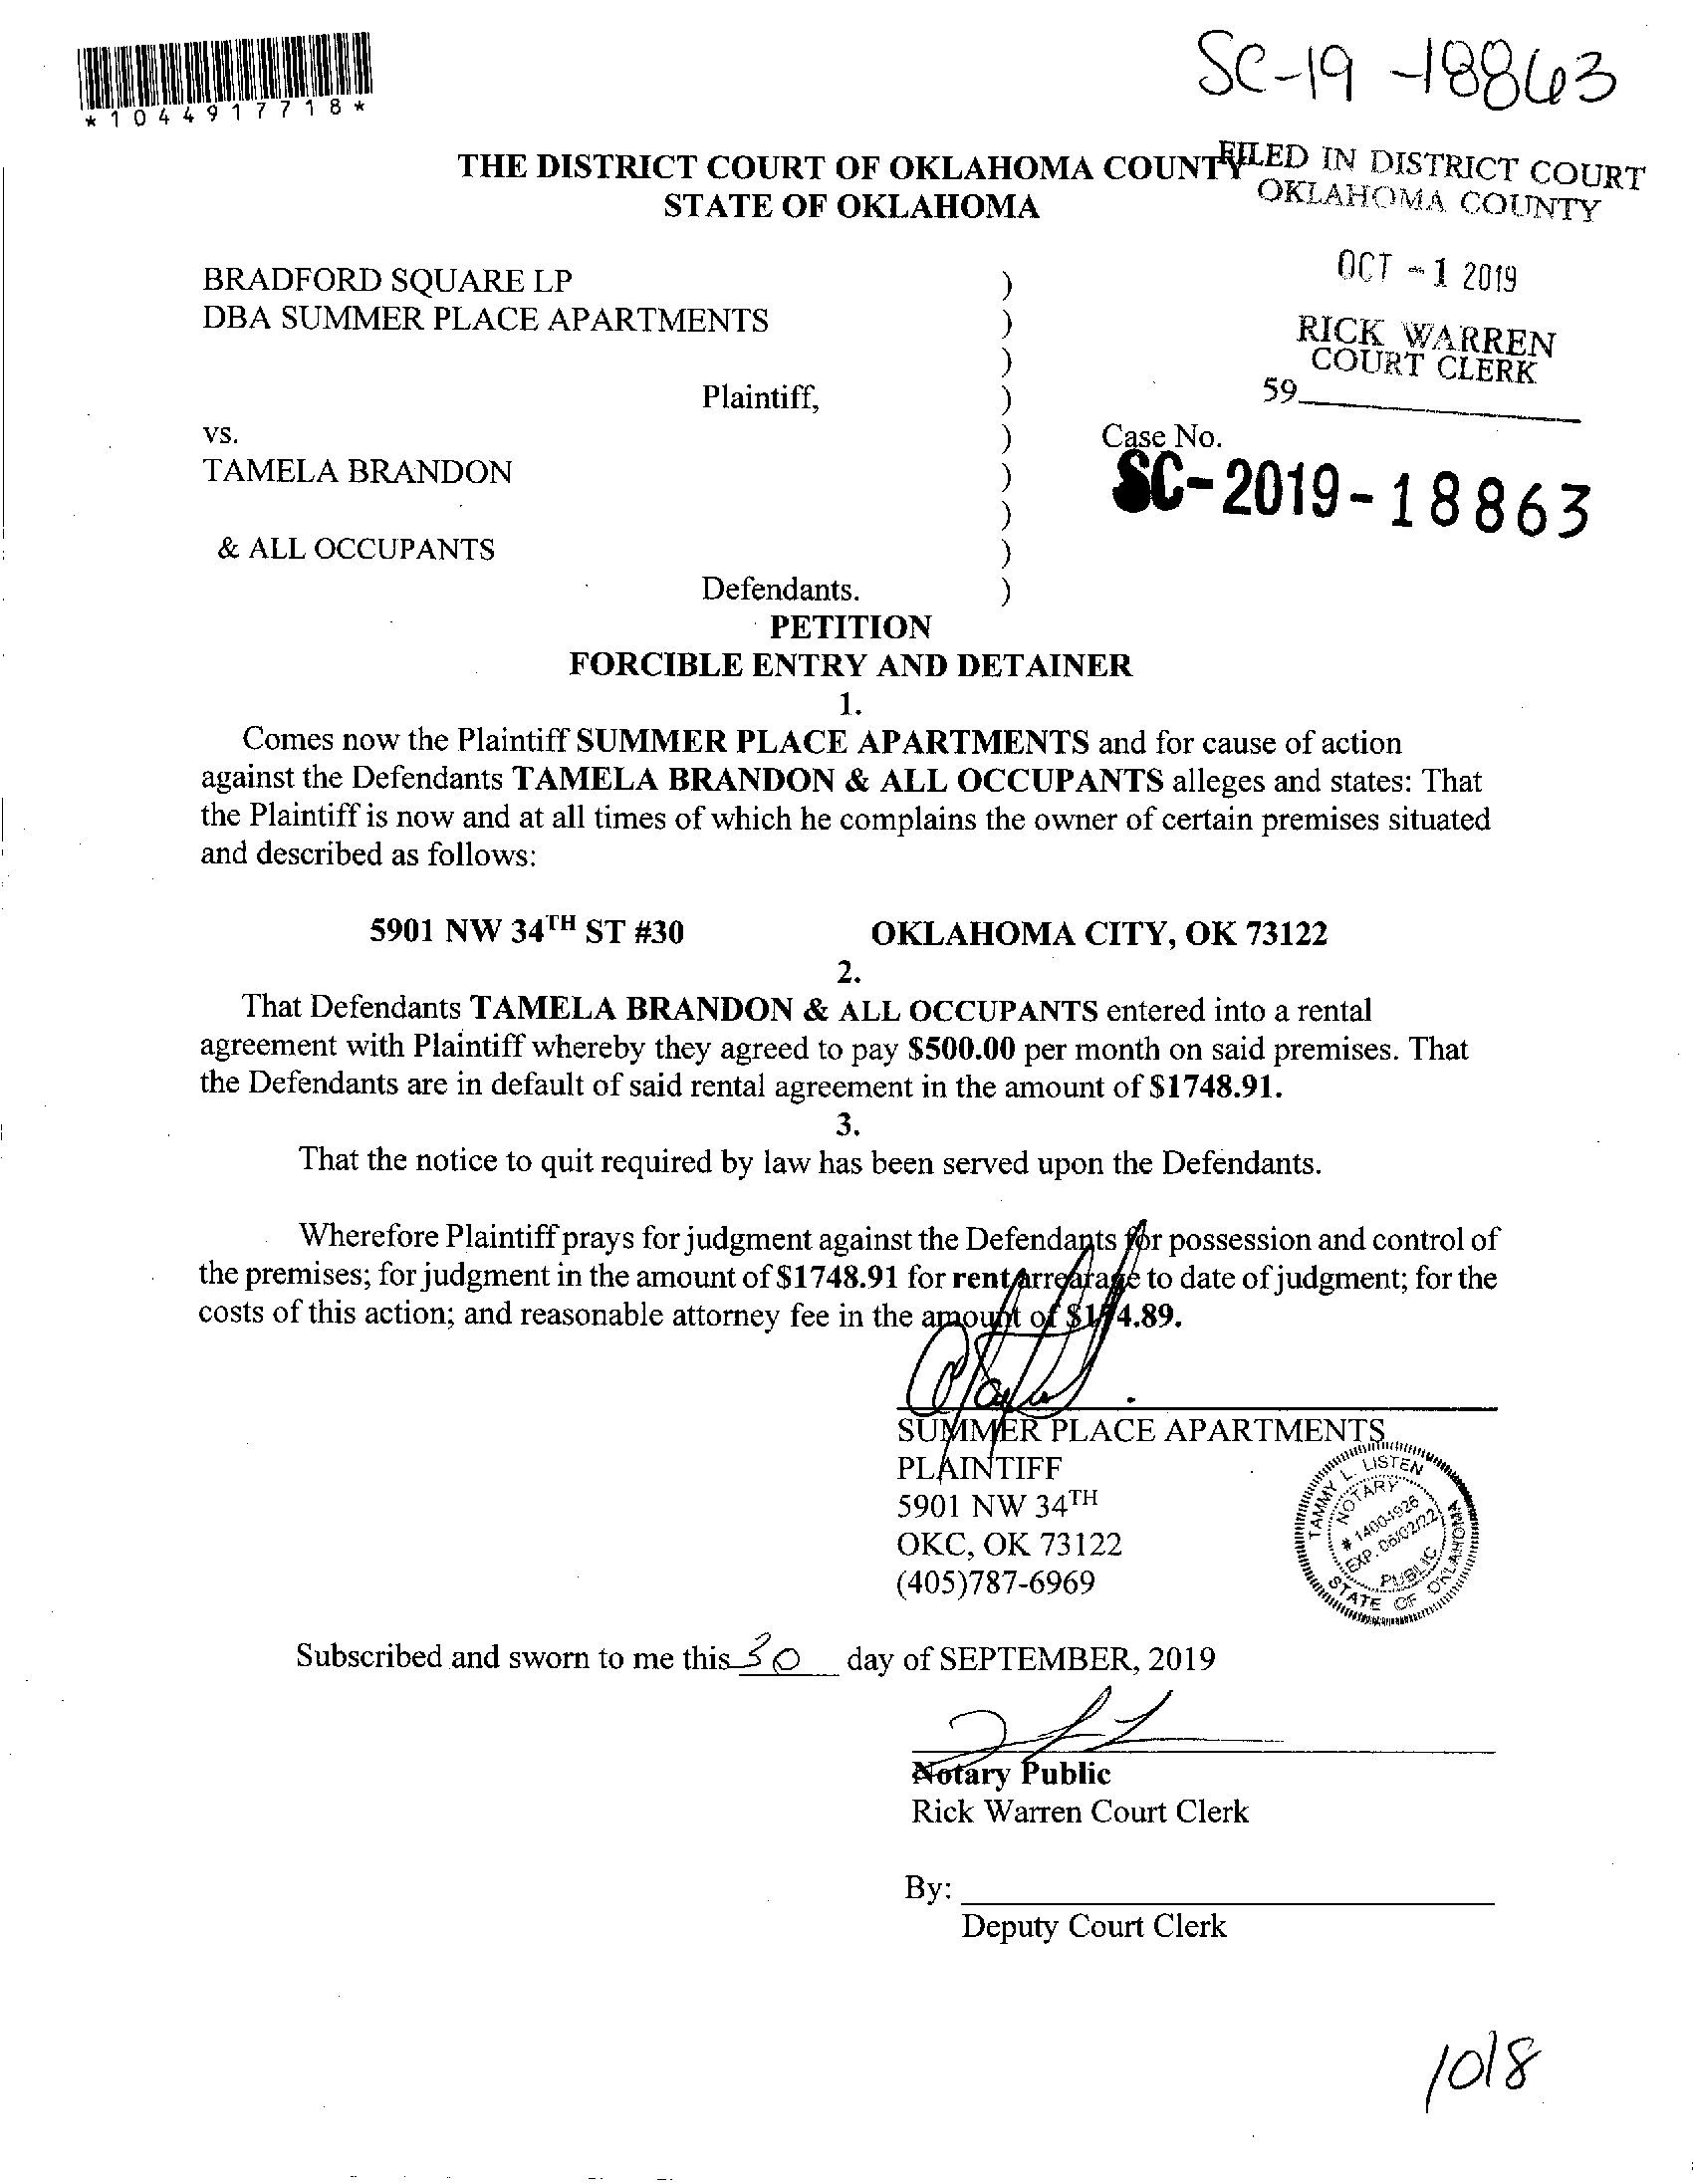 SC-19-18863
*1044917718*
THE DISTRICT COURT OF OKLAHOMA COUNTY
STATE OF OKLAHOMA
FILED IN DISTRICT COURT
OKLAHOMA COUNTY
OCT -1 2019
RICK WARREN
COURT CLERK
59
BRADFORD SQUARE LP )
DBA SUMMER PLACE APARTMENTS )
)
Plaintiff, )
vs. ) Case No.
TAMELA BRANDON ) SC-2019-18863
)
& ALL OCCUPANTS )
Defendants. )
PETITION
FORCIBLE ENTRY AND DETAINER
1.
Comes now the Plaintiff SUMMER PLACE APARTMENTS and for cause of action
against the Defendants TAMELA BRANDON & ALL OCCUPANTS alleges and states: That
the Plaintiff is now and at all times of which he complains the owner of certain premises situated
and described as follows:
5901 NW 34TH ST #30 OKLAHOMA CITY, OK 73122
2.
That Defendants TAMELA BRANDON & ALL OCCUPANTS entered into a rental
agreement with Plaintiff whereby they agreed to pay $500.00 per month on said premises. That
the Defendants are in default of said rental agreement in the amount of $1748.91.
3.
That the notice to quit required by law has been served upon the Defendants.
Wherefore Plaintiff prays for judgment against the Defendants for possession and control of
the premises; for judgment in the amount of $1748.91 for rent arrearage to date of judgment; for the
costs of this action; and reasonable attorney fee in the amount of $174.89.
SUMMER PLACE APARTMENTS
PLAINTIFF
5901 NW 34TH
OKC, OK 73122
(405)787-6969
TAMMY L. LISTEN
NOTARY
# 14004926
EXP. 06/02/22
PUBLIC
STATE OF OKLAHOMA
Subscribed and sworn to me this 30 day of SEPTEMBER, 2019
Notary Public
Rick Warren Court Clerk
By:
Deputy Court Clerk
10/8